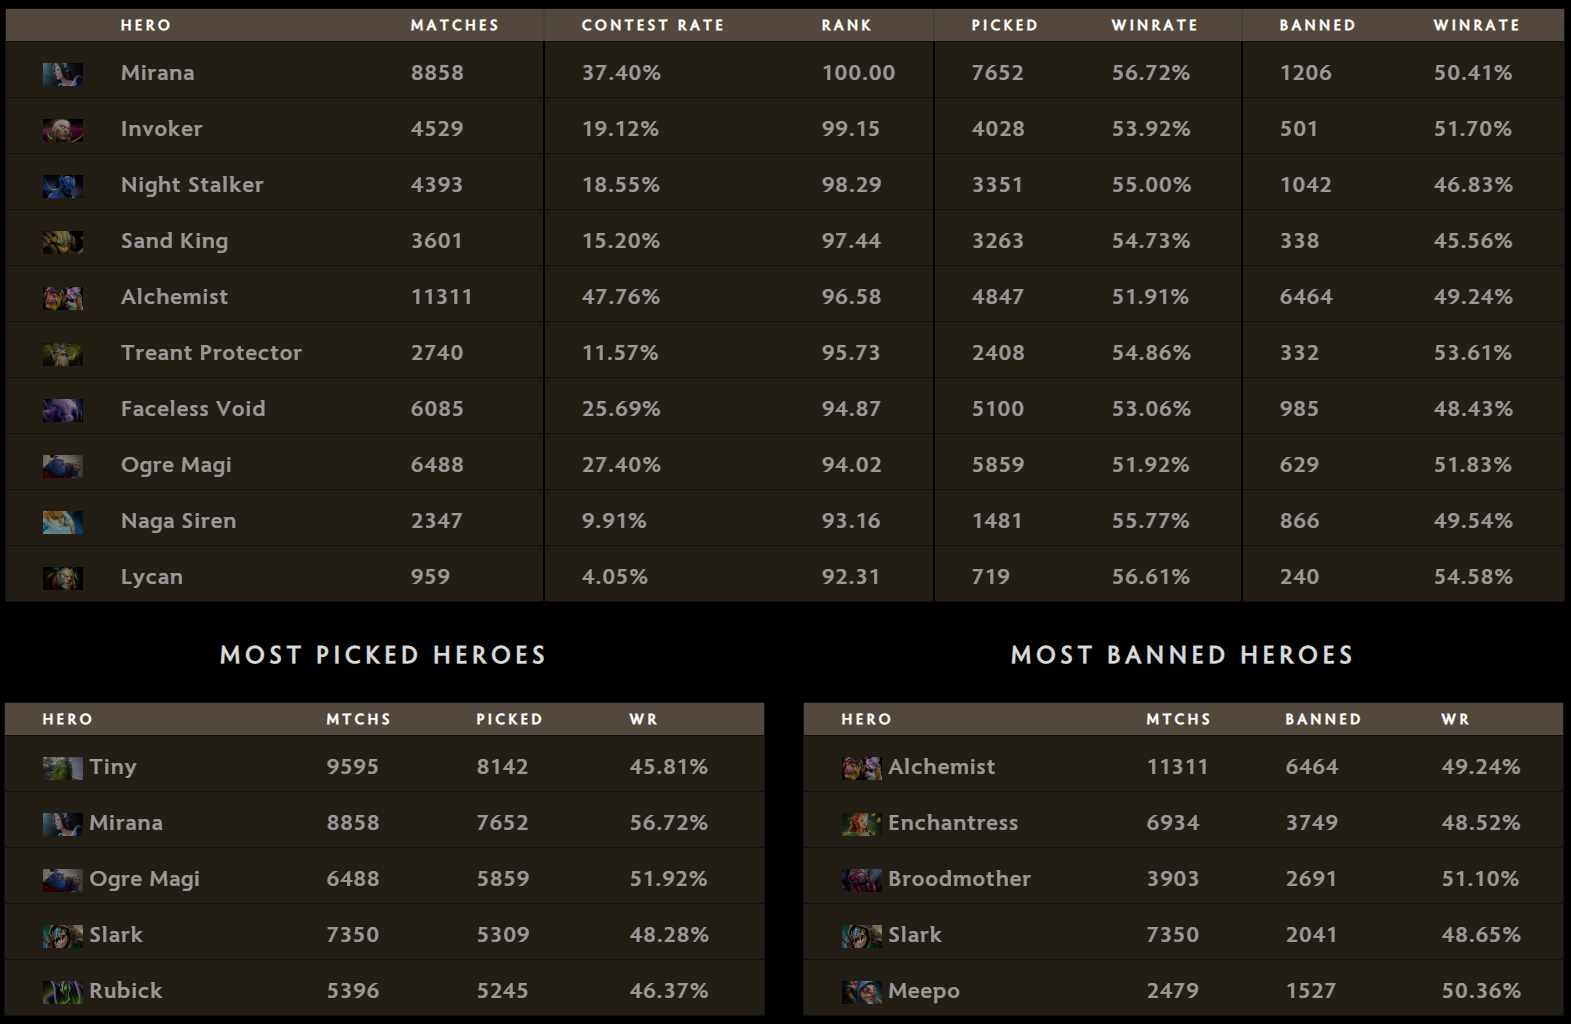 HERO MATCHES CONTEST RATE RANK PICKED WINRATE BANNED WINRATE
Mirana 8858 37.40% 100.00 7652 56.72% 1206 50.41%
Invoker 4529 19.12% 99.15 4028 53.92% 501 51.70%
Night Stalker 4393 18.55% 98.29 3351 55.00% 1042 46.83%
Sand King 3601 15.20% 97.44 3263 54.73% 338 45.56%
Alchemist 11311 47.76% 96.58 4847 51.91% 6464 49.24%
Treant Protector 2740 11.57% 95.73 2408 54.86% 332 53.61%
Faceless Void 6085 25.69% 94.87 5100 53.06% 985 48.43%
Ogre Magi 6488 27.40% 94.02 5859 51.92% 629 51.83%
Naga Siren 2347 9.91% 93.16 1481 55.77% 866 49.54%
Lycan 959 4.05% 92.31 719 56.61% 240 54.58%
MOST PICKED HEROES
HERO MTCHS PICKED WR
Tiny 9595 8142 45.81%
Mirana 8858 7652 56.72%
Ogre Magi 6488 5859 51.92%
Slark 7350 5309 48.28%
Rubick 5396 5245 46.37%
MOST BANNED HEROES
HERO MTCHS BANNED WR
Alchemist 11311 6464 49.24%
Enchantress 6934 3749 48.52%
Broodmother 3903 2691 51.10%
Slark 7350 2041 48.65%
Meepo 2479 1527 50.36%